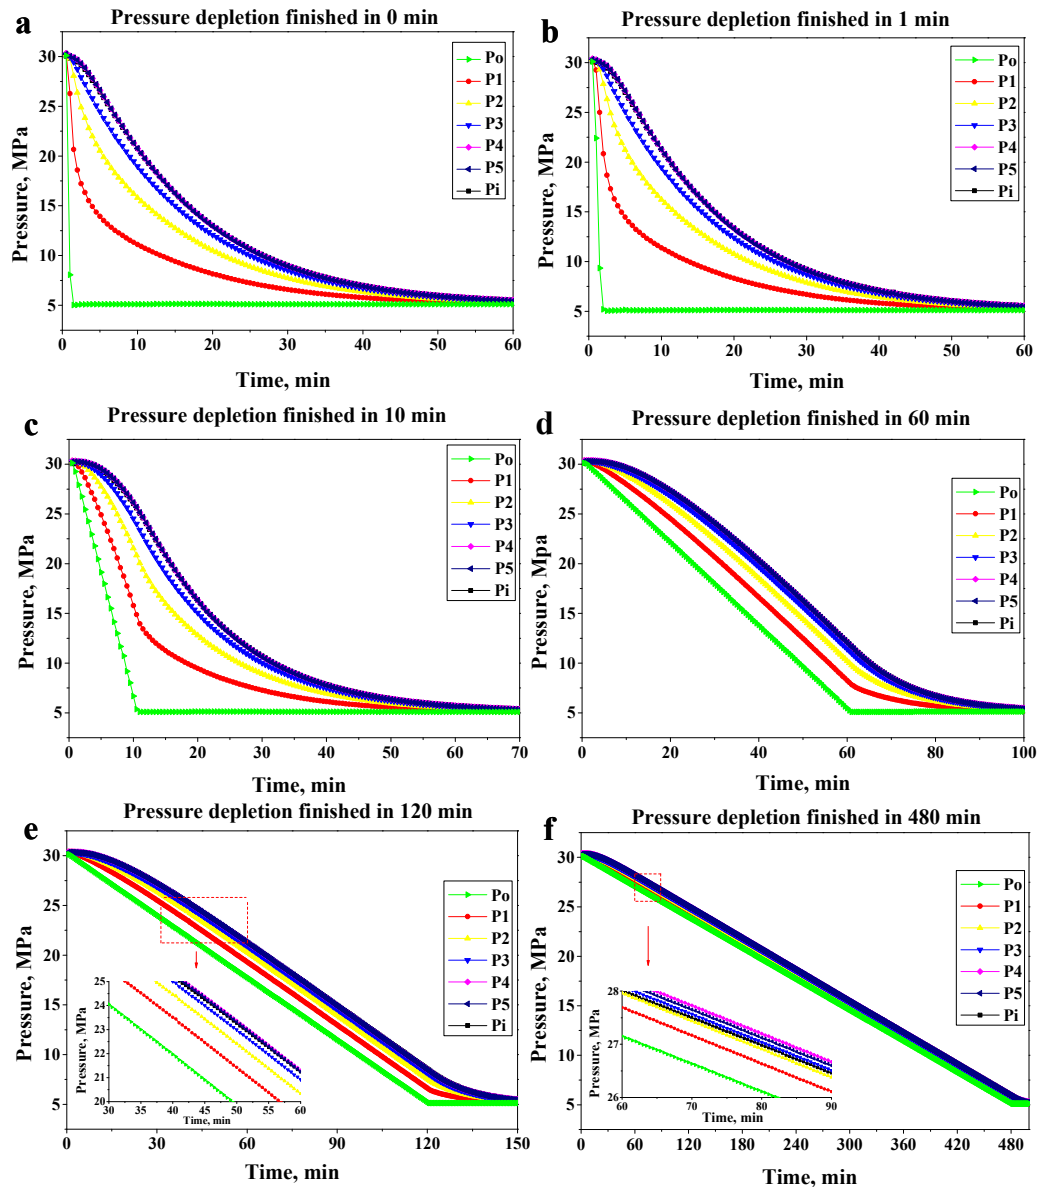 a
Pressure depletion finished in 0 min
Pressure, MPa
30
25
20
15
10
5
0 10 20 30 40 50 60
Time, min
Po
P1
P2
P3
P4
P5
Pi
b
Pressure depletion finished in 1 min
Pressure, MPa
30
25
20
15
10
5
0 10 20 30 40 50 60
Time, min
Po
P1
P2
P3
P4
P5
Pi
c
Pressure depletion finished in 10 min
Pressure, MPa
30
25
20
15
10
5
0 10 20 30 40 50 60 70
Time, min
Po
P1
P2
P3
P4
P5
Pi
d
Pressure depletion finished in 60 min
Pressure, Mpa
30
25
20
15
10
5
0 20 40 60 80 100
Time, min
Po
P1
P2
P3
P4
P5
Pi
e
Pressure depletion finished in 120 min
Pressure, MPa
30
25
20
15
10
5
0 30 60 90 120 150
Time, min
Po
P1
P2
P3
P4
P5
Pi
Pressure, MPa
25
24
23
22
21
20
30 35 40 45 50 55 60
Time, min
f
Pressure depletion finished in 480 min
Pressure, MPa
30
25
20
15
10
5
0 60 120 180 240 300 360 420 480
Time, min
Po
P1
P2
P3
P4
P5
Pi
Pressure, MPa
28
27
26
60 70 80 90
Time, min